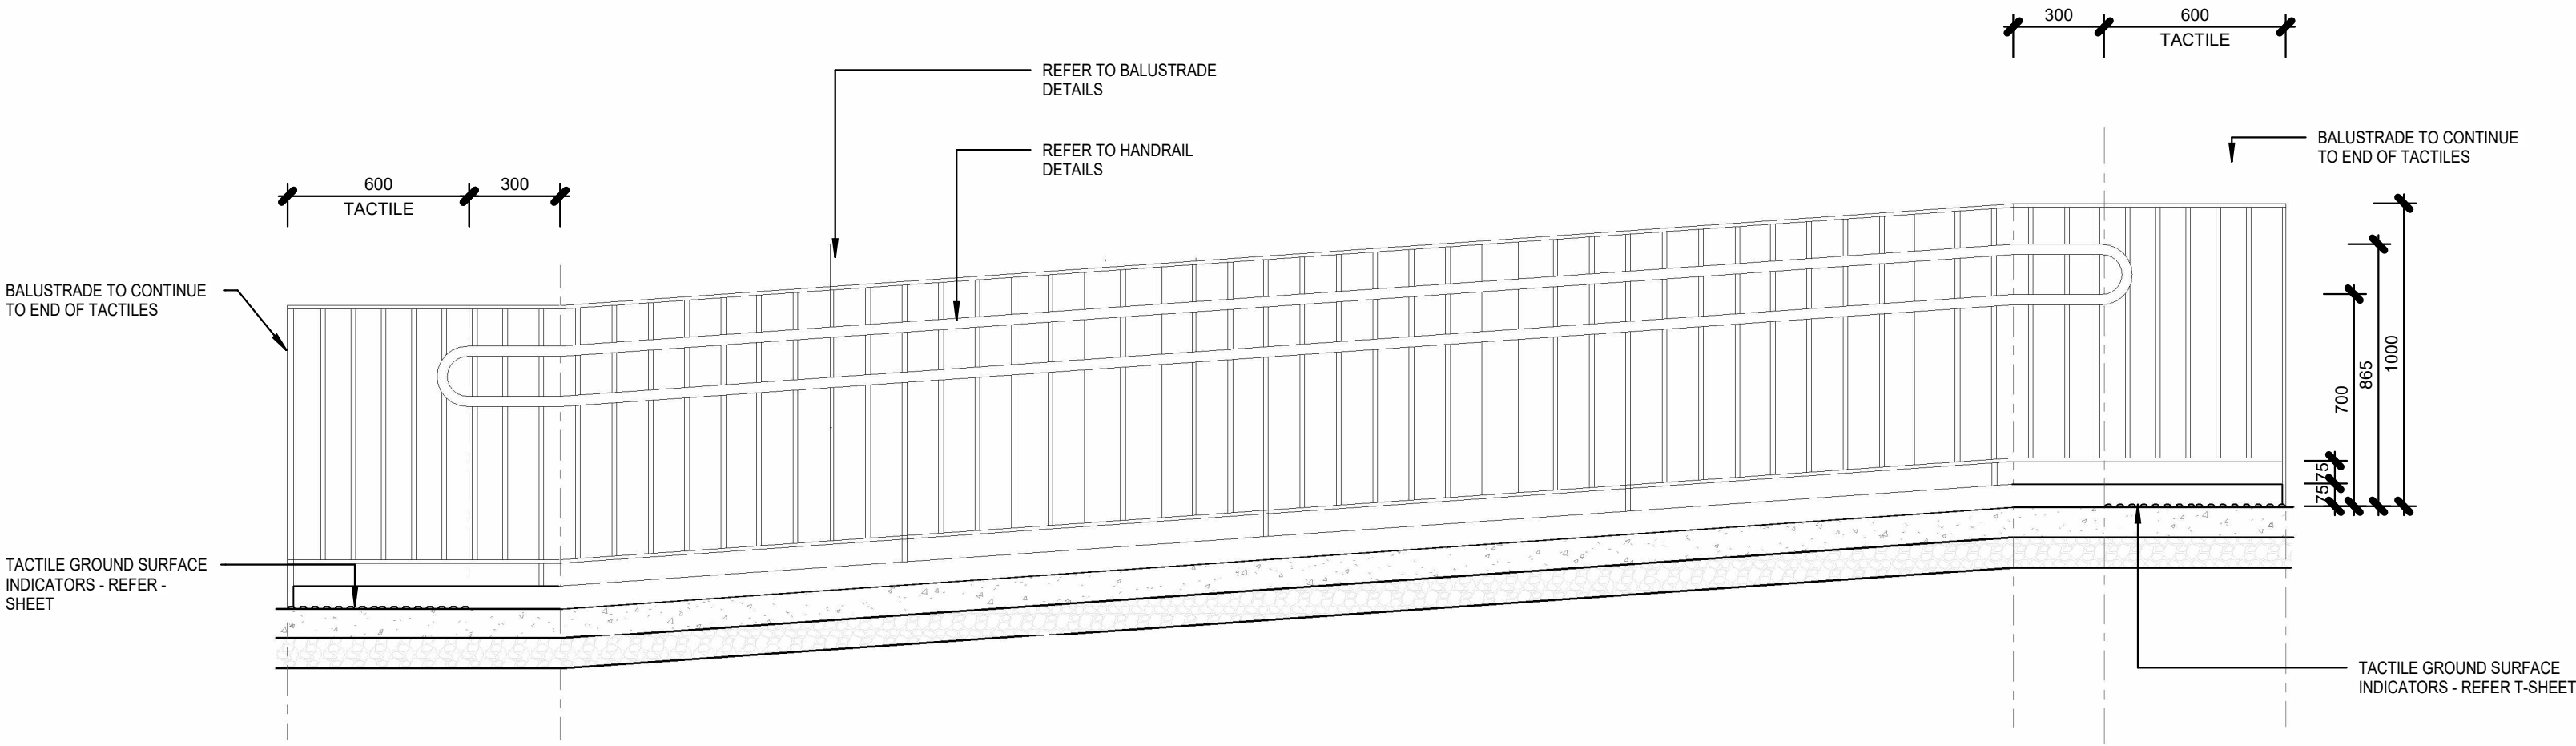 300
600
TACTILE
REFER TO BALUSTRADE
DETAILS
REFER TO HANDRAIL
DETAILS
BALUSTRADE TO CONTINUE
TO END OF TACTILES
600
300
TACTILE
BALUSTRADE TO CONTINUE
TO END OF TACTILES
1000
865
700
75
75
TACTILE GROUND SURFACE
INDICATORS - REFER -
SHEET
TACTILE GROUND SURFACE
INDICATORS - REFER T-SHEET